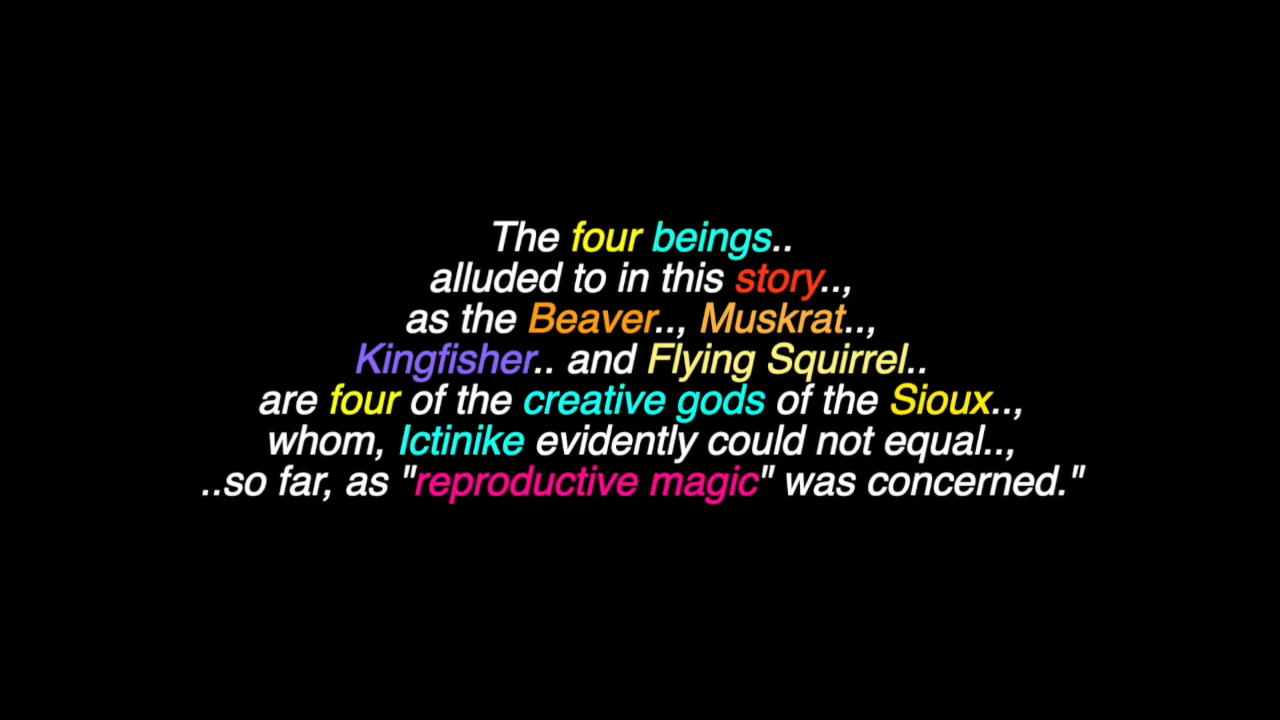 The four beings..
alluded to in this story..,
as the Beaver.., Muskrat..,
Kingfisher.. and Flying Squirrel..
are four of the creative gods of the Sioux..,
whom, Ictinike evidently could not equal..,
..so far, as "reproductive magic" was concerned."